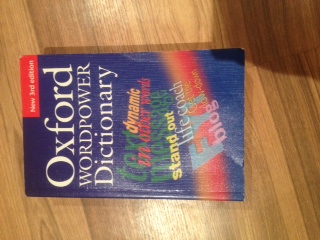 New 3rd edition
Oxford
WORDPOWER
Dictionary
text
dynamic
in other words
stand out
life coach
blog